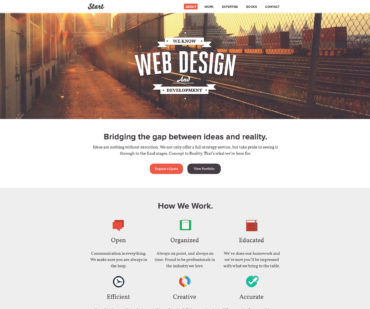 Start
ABOUT WORK EXPERTISE BOOKS CONTACT
WE KNOW
WEB DESIGN
And
DEVELOPMENT
Bridging the gap between ideas and reality.
Ideas are nothing without execution. We not only offer a full strategy service, but take pride in seeing it
through to the final stages. Concept to Reality. That's what we're here for.
Request a Quote View Portfolio
How We Work.
Open Organized Educated
Communication is everything. Always on point, and always on We've done our homework and
We make sure you are always in time. Proud to be professionals in we're sure you'll be impressed
the loop. the industry we love. with what we bring to the table.
Efficient Creative Accurate